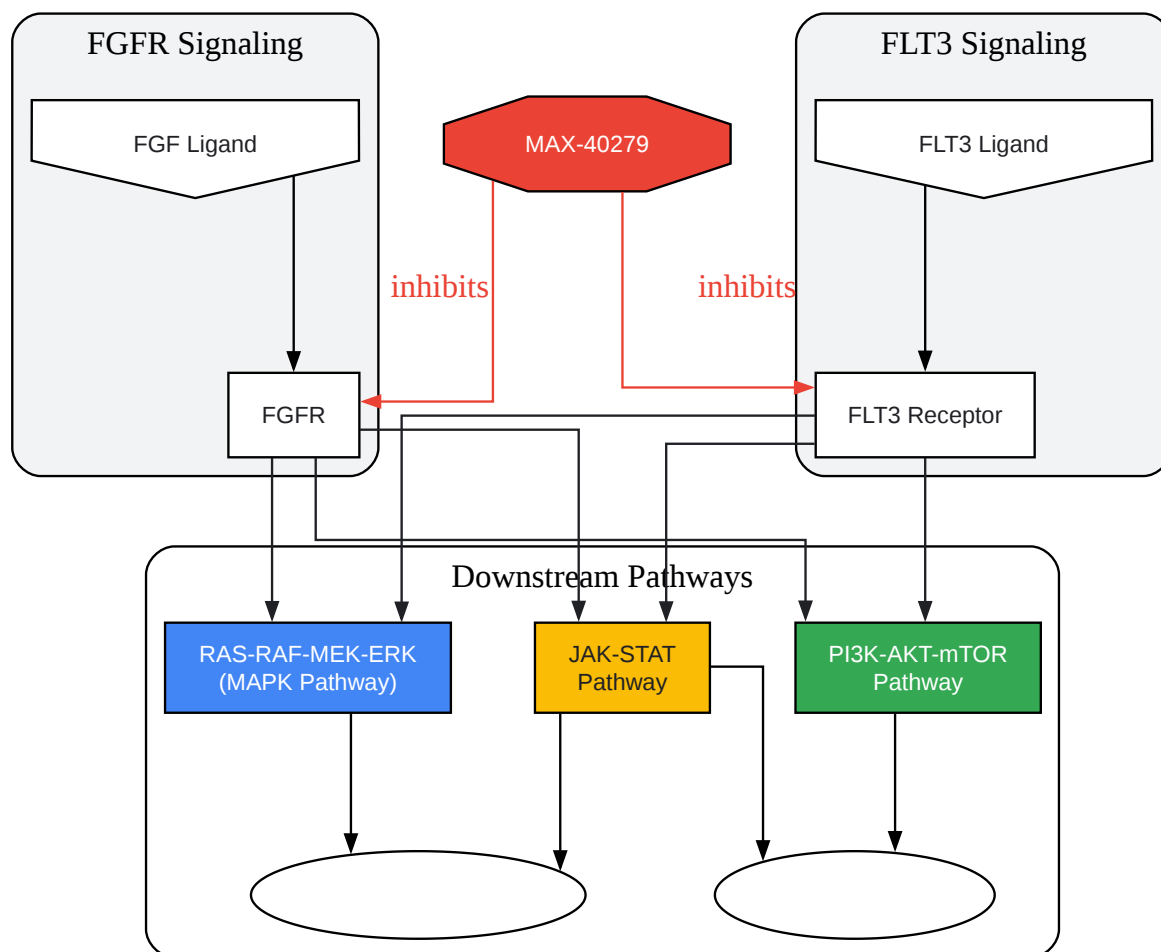 FGFR Signaling
FLT3 Signaling
FGF Ligand
MAX-40279
FLT3 Ligand
inhibits
inhibits
FGFR
FLT3 Receptor
Downstream Pathways
RAS-RAF-MEK-ERK
(MAPK Pathway)
JAK-STAT
Pathway
PI3K-AKT-mTOR
Pathway